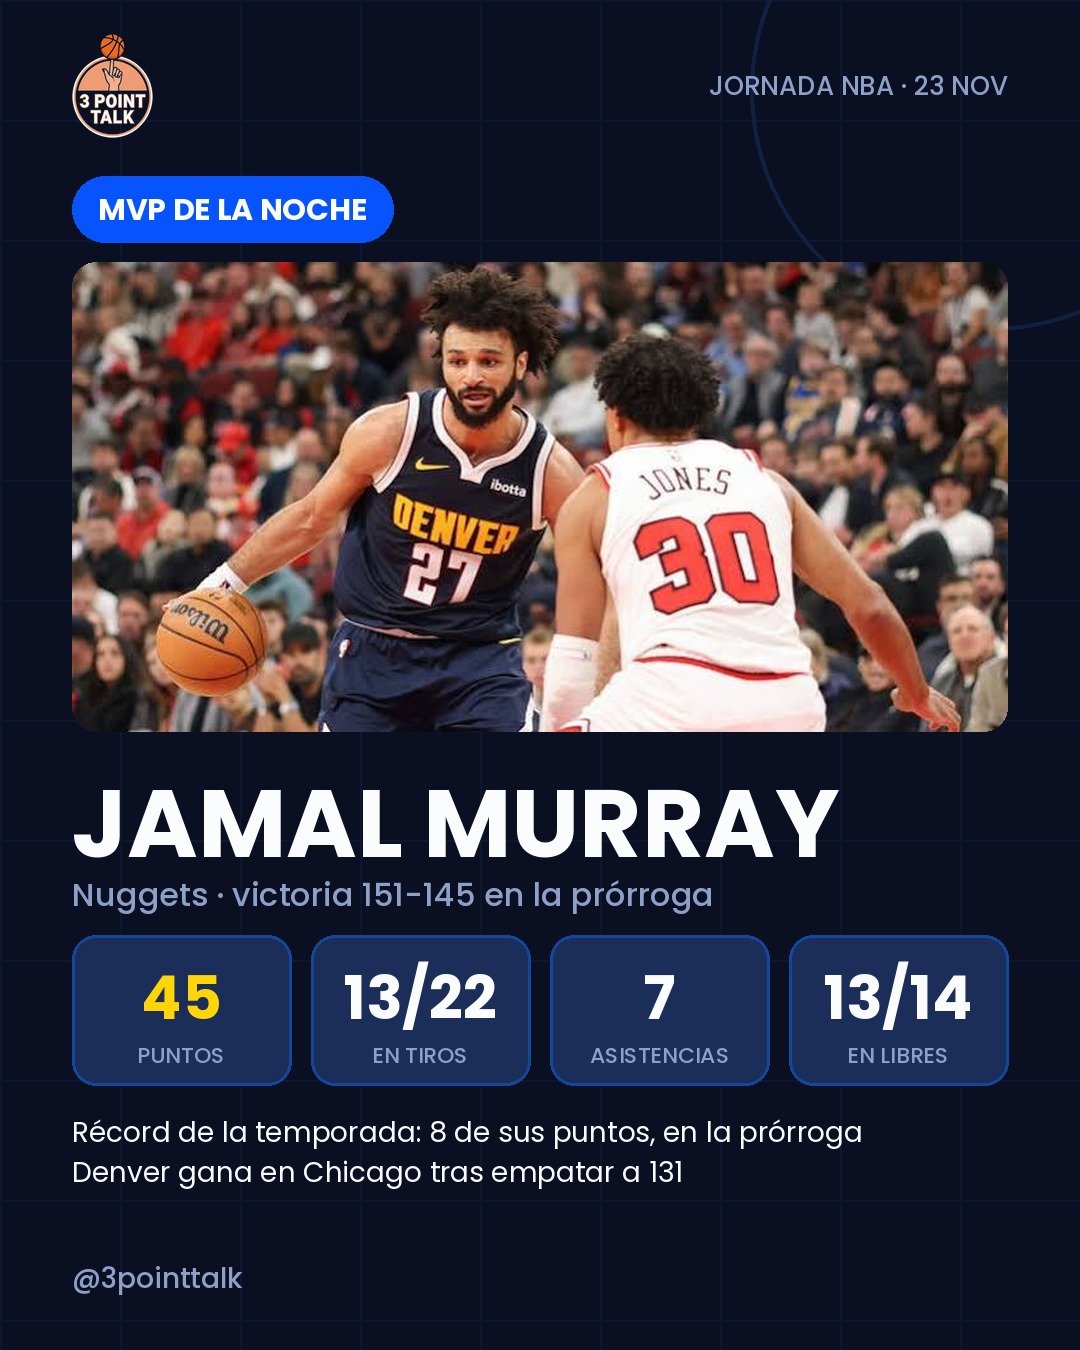 3 POINT
TALK
JORNADA NBA · 23 NOV
MVP DE LA NOCHE
ibotta
DENVER
27
JONES
30
Wilson
JAMAL MURRAY
Nuggets · victoria 151-145 en la prórroga
45
PUNTOS
13/22
EN TIROS
7
ASISTENCIAS
13/14
EN LIBRES
Récord de la temporada: 8 de sus puntos, en la prórroga
Denver gana en Chicago tras empatar a 131
@3pointtalk